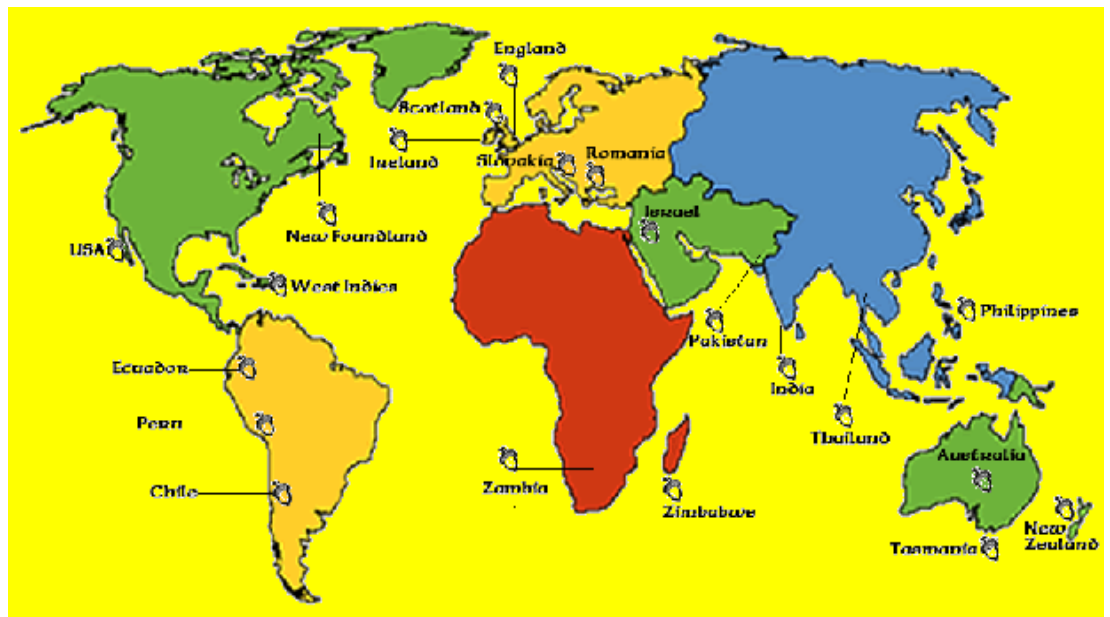 England
Scotland
Ireland
Slovakia
Romania
Israel
New Foundland
USA
West Indies
Philippines
Pakistan
Ecuador
India
Peru
Thailand
Australia
Zambia
Chile
Zimbabwe
New
Zealand
Tasmania